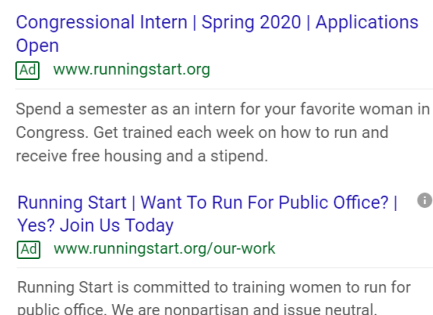 Congressional Intern | Spring 2020 | Applications
Open
Ad www.runningstart.org
Spend a semester as an intern for your favorite woman in
Congress. Get trained each week on how to run and
receive free housing and a stipend.
Running Start | Want To Run For Public Office? |
Yes? Join Us Today
Ad www.runningstart.org/our-work
Running Start is committed to training women to run for
public office. We are nonpartisan and issue neutral.